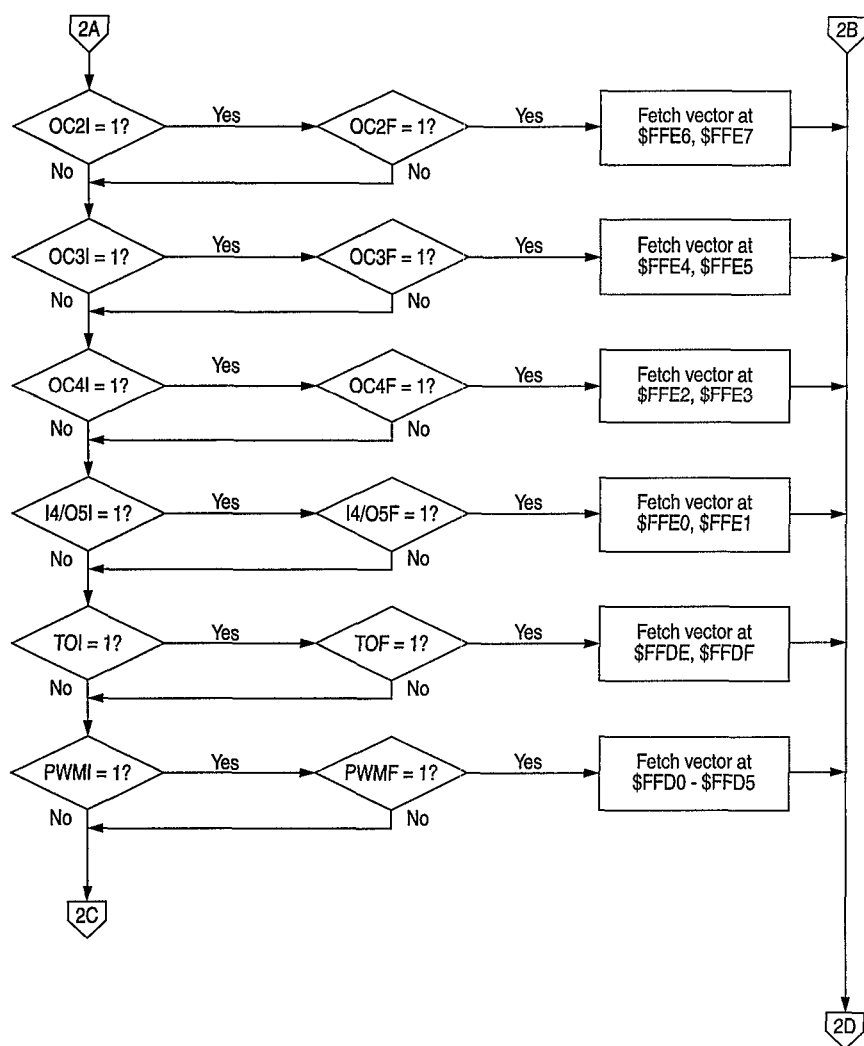 2A
2B
OC2I = 1?
Yes
OC2F = 1?
Yes
Fetch vector at
$FFE6, $FFE7
No
No
OC3I = 1?
Yes
OC3F = 1?
Yes
Fetch vector at
$FFE4, $FFE5
No
No
OC4I = 1?
Yes
OC4F = 1?
Yes
Fetch vector at
$FFE2, $FFE3
No
No
I4/O5I = 1?
Yes
I4/O5F = 1?
Yes
Fetch vector at
$FFE0, $FFE1
No
No
TOI = 1?
Yes
TOF = 1?
Yes
Fetch vector at
$FFDE, $FFDF
No
No
PWMI = 1?
Yes
PWMF = 1?
Yes
Fetch vector at
$FFD0 - $FFD5
No
No
2C
2D